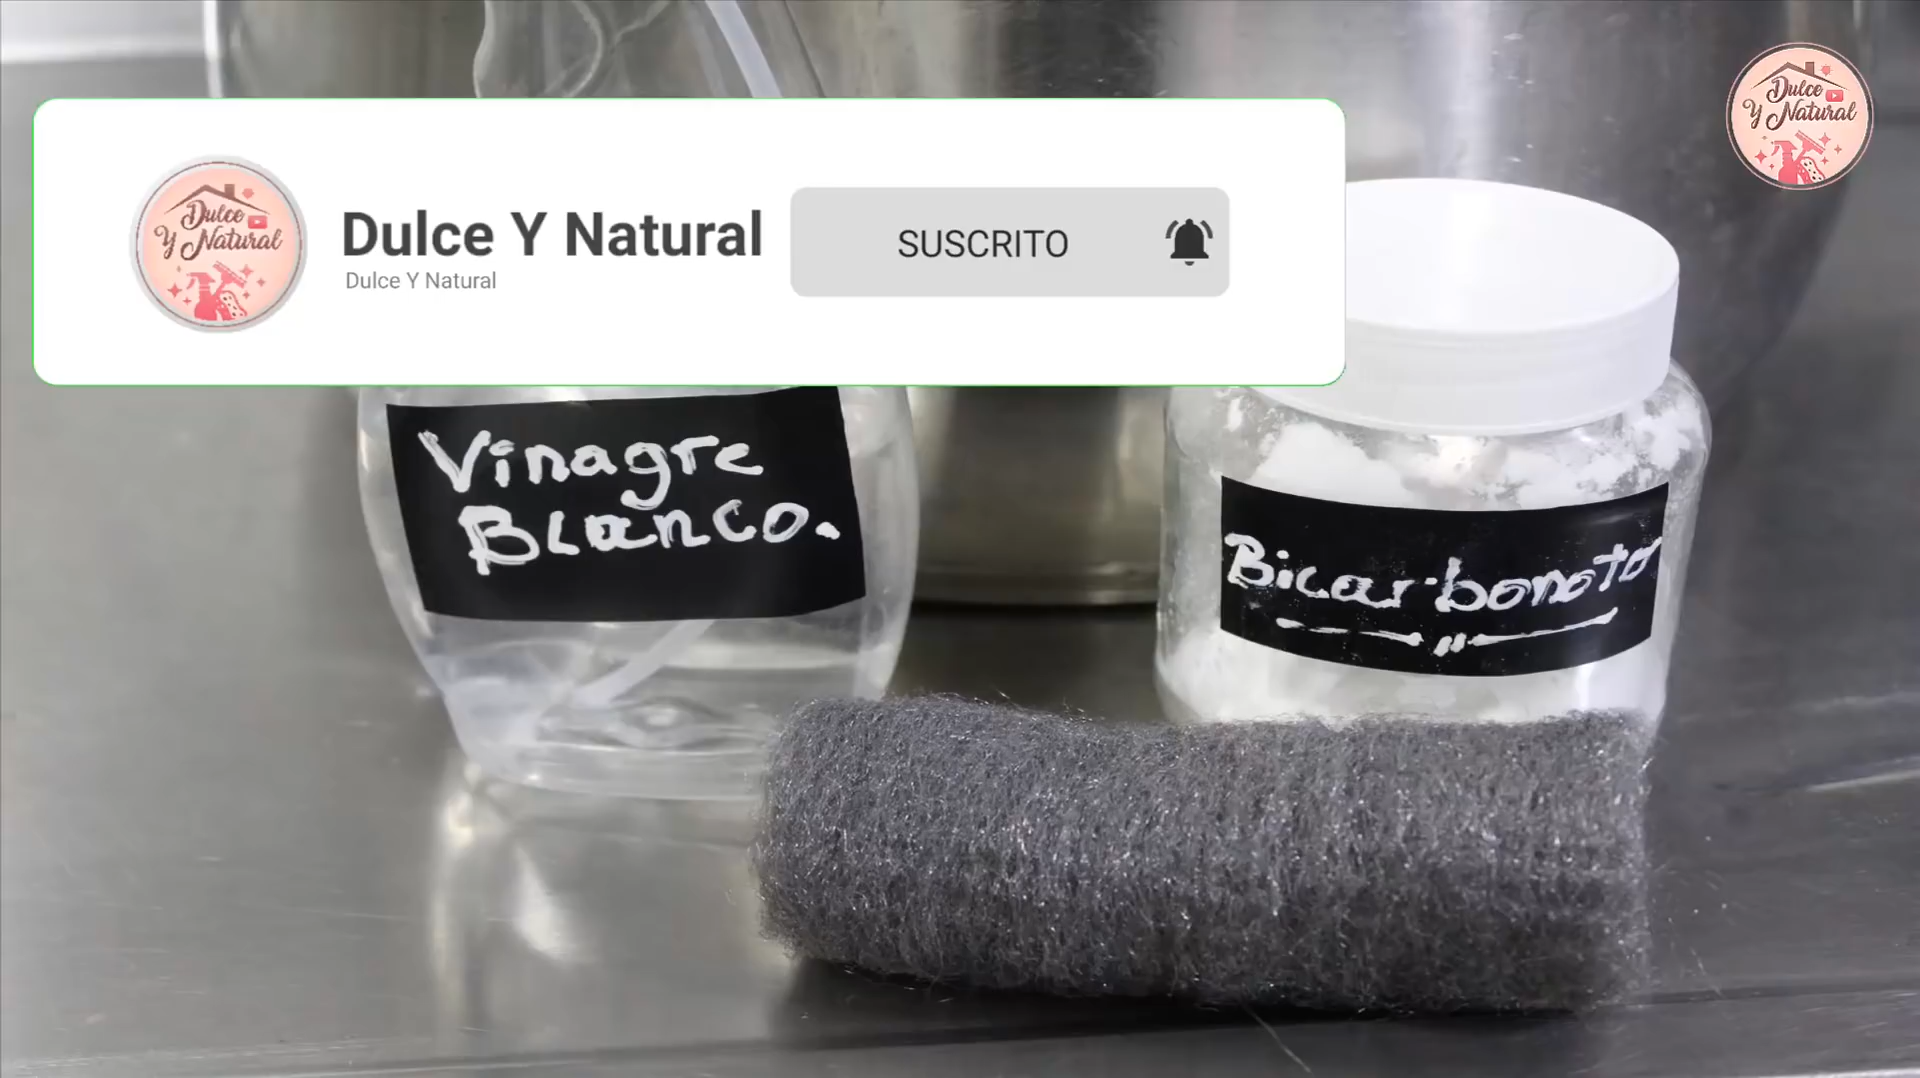 Dulce
Y Natural
Dulce
Y Natural
Dulce Y Natural
Dulce Y Natural
SUSCRITO
Vinagre
Blanco.
Bicarbonato